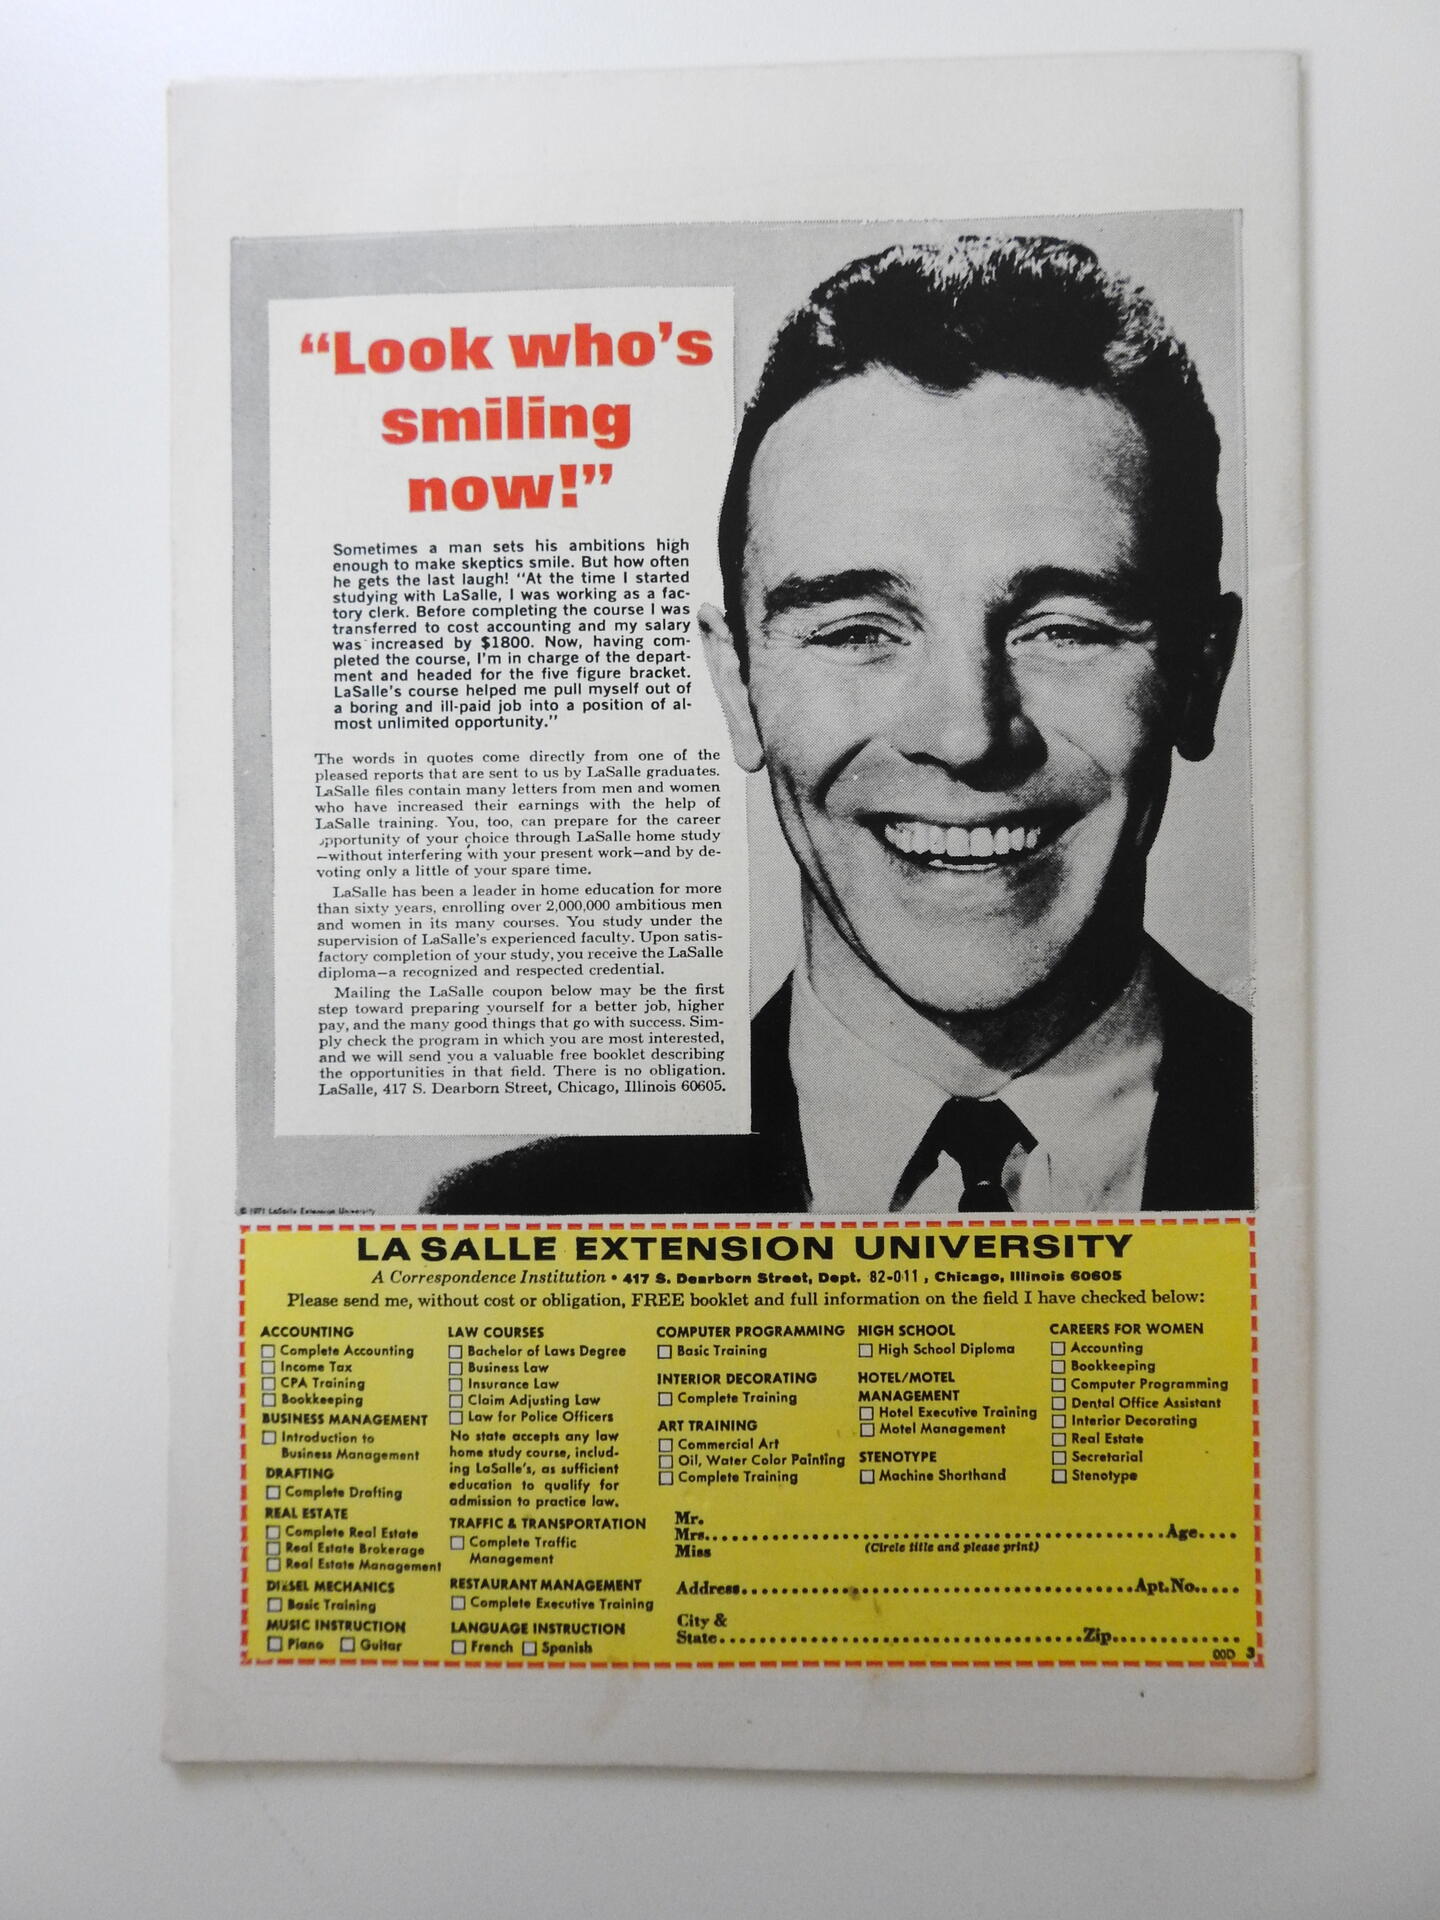 “Look who’s
smiling
now!”
Sometimes a man sets his ambitions high
enough to make skeptics smile. But how often
he gets the last laugh! “At the time I started
studying with LaSalle, I was working as a fac-
tory clerk. Before completing the course I was
transferred to cost accounting and my salary
was increased by $1800. Now, having com-
pleted the course, I’m in charge of the depart-
ment and headed for the five figure bracket.
LaSalle’s course helped me pull myself out of
a boring and ill-paid job into a position of al-
most unlimited opportunity.”
The words in quotes come directly from one of the
pleased reports that are sent to us by LaSalle graduates.
LaSalle files contain many letters from men and women
who have increased their earnings with the help of
LaSalle training. You, too, can prepare for the career
opportunity of your choice through LaSalle home study
—without interfering with your present work—and by de-
voting only a little of your spare time.
LaSalle has been a leader in home education for more
than sixty years, enrolling over 2,000,000 ambitious men
and women in its many courses. You study under the
supervision of LaSalle’s experienced faculty. Upon satis-
factory completion of your study, you receive the LaSalle
diploma—a recognized and respected credential.
Mailing the LaSalle coupon below may be the first
step toward preparing yourself for a better job, higher
pay, and the many good things that go with success. Sim-
ply check the program in which you are most interested,
and we will send you a valuable free booklet describing
the opportunities in that field. There is no obligation.
LaSalle, 417 S. Dearborn Street, Chicago, Illinois 60605.
© 1971 LaSalle Extension University
LA SALLE EXTENSION UNIVERSITY
A Correspondence Institution • 417 S. Dearborn Street, Dept. 82-011, Chicago, Illinois 60605
Please send me, without cost or obligation, FREE booklet and full information on the field I have checked below:
ACCOUNTING
☐ Complete Accounting
☐ Income Tax
☐ CPA Training
☐ Bookkeeping
BUSINESS MANAGEMENT
☐ Introduction to
Business Management
DRAFTING
☐ Complete Drafting
REAL ESTATE
☐ Complete Real Estate
☐ Real Estate Brokerage
☐ Real Estate Management
DIESEL MECHANICS
☐ Basic Training
MUSIC INSTRUCTION
☐ Piano ☐ Guitar
LAW COURSES
☐ Bachelor of Laws Degree
☐ Business Law
☐ Insurance Law
☐ Claim Adjusting Law
☐ Law for Police Officers
No state accepts any law
home study course, includ-
ing LaSalle’s, as sufficient
education to qualify for
admission to practice law.
TRAFFIC & TRANSPORTATION
☐ Complete Traffic
Management
RESTAURANT MANAGEMENT
☐ Complete Executive Training
LANGUAGE INSTRUCTION
☐ French ☐ Spanish
COMPUTER PROGRAMMING
☐ Basic Training
INTERIOR DECORATING
☐ Complete Training
ART TRAINING
☐ Commercial Art
☐ Oil, Water Color Painting
☐ Complete Training
HIGH SCHOOL
☐ High School Diploma
HOTEL/MOTEL
MANAGEMENT
☐ Hotel Executive Training
☐ Motel Management
STENOTYPE
☐ Machine Shorthand
CAREERS FOR WOMEN
☐ Accounting
☐ Bookkeeping
☐ Computer Programming
☐ Dental Office Assistant
☐ Interior Decorating
☐ Real Estate
☐ Secretarial
☐ Stenotype
Mr.
Mrs. Age
Miss (Circle title and please print)
Address Apt. No.
City &
State Zip
00D 3